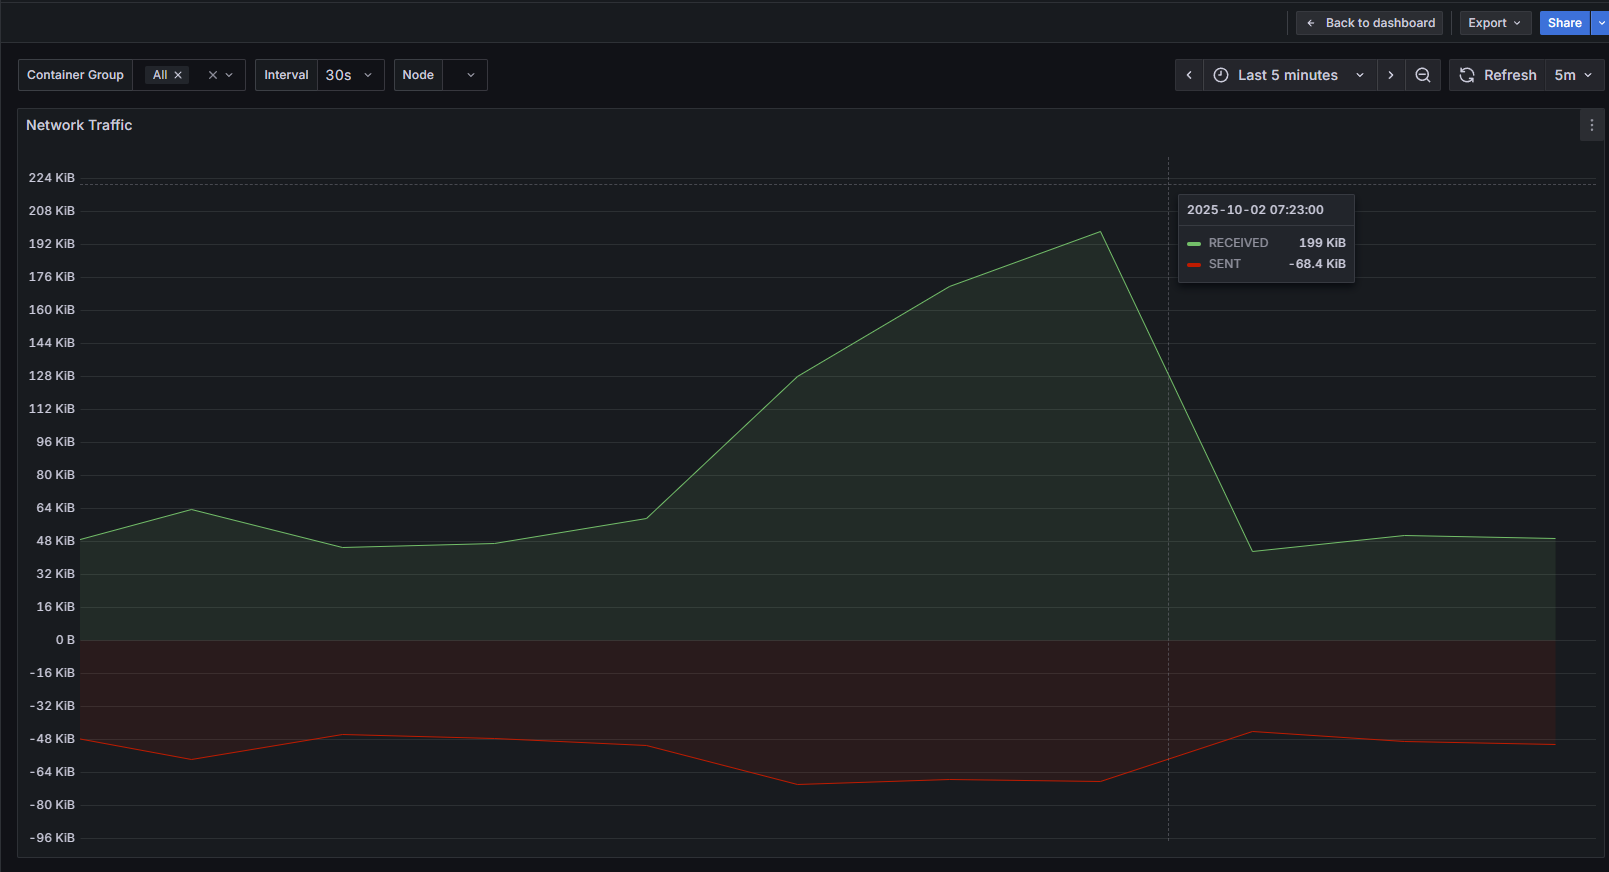 Back to dashboard Export Share
Container Group All Interval 30s Node Last 5 minutes Refresh 5m
Network Traffic
224 KiB
208 KiB
192 KiB
176 KiB
160 KiB
144 KiB
128 KiB
112 KiB
96 KiB
80 KiB
64 KiB
48 KiB
32 KiB
16 KiB
0 B
-16 KiB
-32 KiB
-48 KiB
-64 KiB
-80 KiB
-96 KiB
2025-10-02 07:23:00
RECEIVED 199 KiB
SENT -68.4 KiB